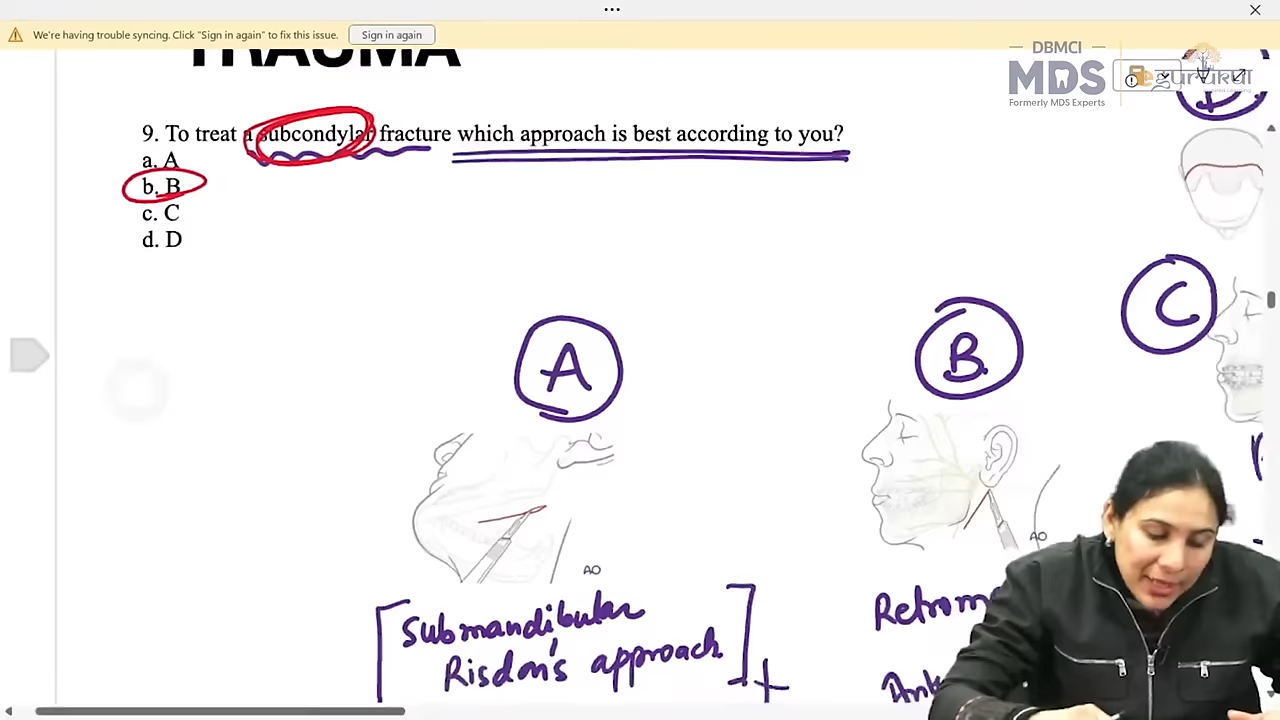 We're having trouble syncing. Click "Sign in again" to fix this issue.
Sign in again
TRAUMA
DBMCI
MDS
Formerly MDS Experts
egurukul
9. To treat a subcondylar fracture which approach is best according to you?
a. A
b. B
c. C
d. D
A
B.
C
D.
AO
AO
Submandibular
Risdon's approach
+